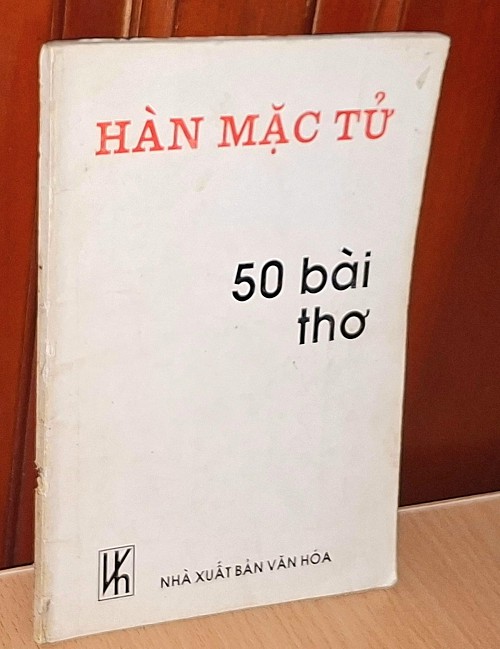 HÀN MẶC TỬ
50 bài
thơ
NHÀ XUẤT BẢN VĂN HÓA